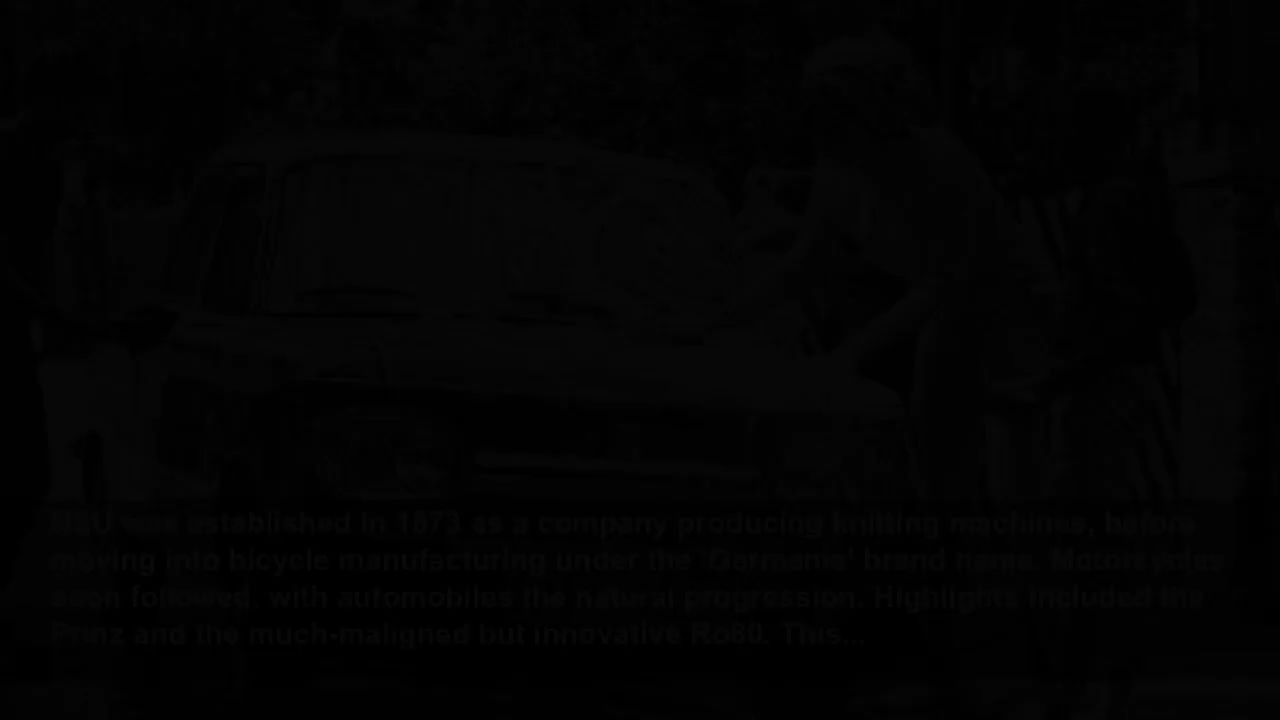 NSU was established in 1873 as a company producing knitting machines, before
moving into bicycle manufacturing under the 'Germania' brand name. Motorcycles
soon followed, with automobiles the natural progression. Highlights included the
Prinz and the much-maligned but innovative Ro80. This...